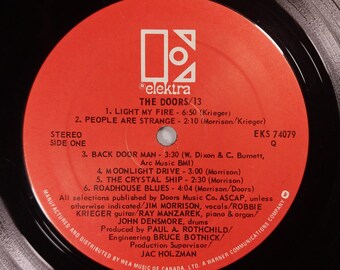 elektra
THE DOORS/13
1. LIGHT MY FIRE - 6:50 (Krieger)
2. PEOPLE ARE STRANGE - 2:10 (Morrison/Krieger)
STEREO
SIDE ONE
EKS 74079
Q
3. BACK DOOR MAN - 3:30 (W. Dixon & C. Burnett,
Arc Music BMI)
4. MOONLIGHT DRIVE - 3:00 (Morrison)
5. THE CRYSTAL SHIP - 2:30 (Morrison)
6. ROADHOUSE BLUES - 4:04 (Morrison/Doors)
All selections published by Doors Music Co. ASCAP, unless
otherwise indicated/JIM MORRISON, vocals/ROBBIE
KRIEGER guitar/RAY MANZAREK, piano & organ/
JOHN DENSMORE, drums
Produced by PAUL A. ROTHCHILD/
Engineering BRUCE BOTNICK/
Production Supervisor/
JAC HOLZMAN
MANUFACTURED AND DISTRIBUTED BY WEA MUSIC OF CANADA, LTD. A WARNER COMMUNICATIONS COMPANY